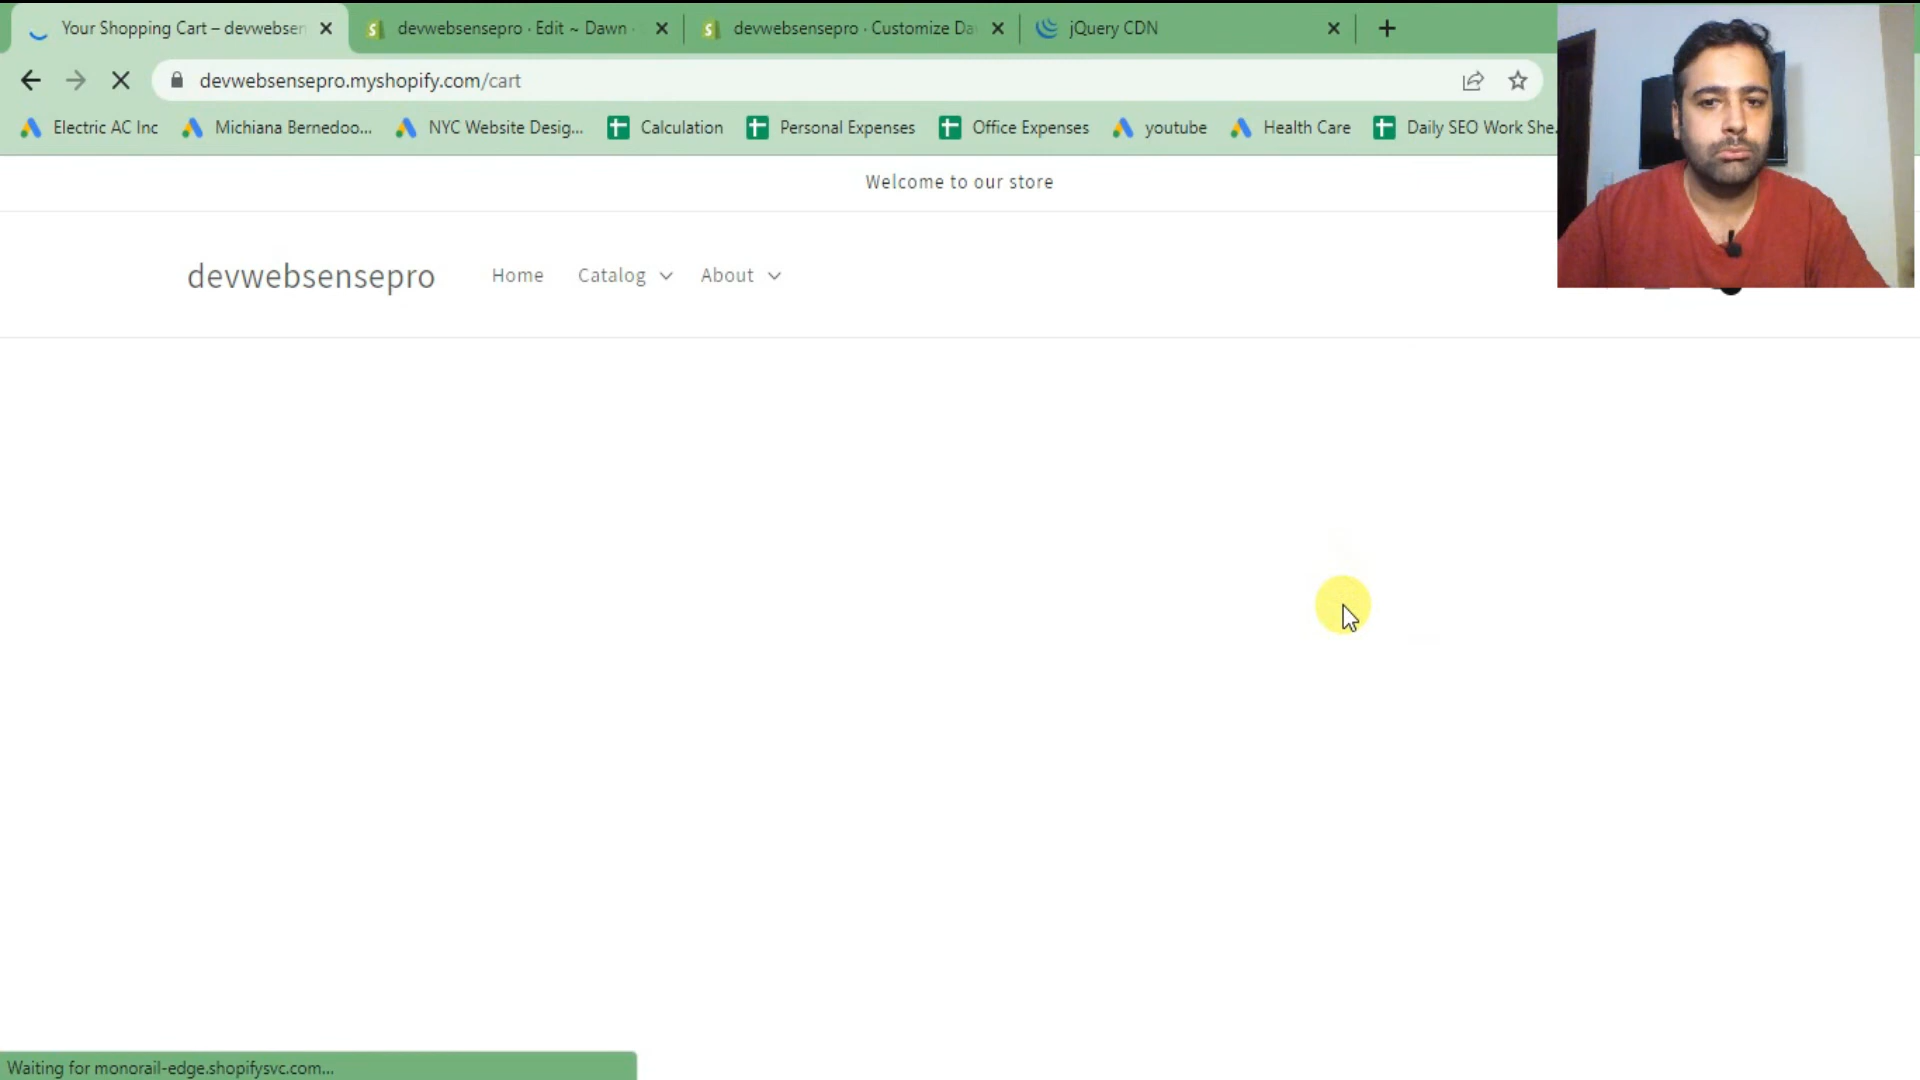 Your Shopping Cart – devwebsen
devwebsensepro · Edit ~ Dawn ·
devwebsensepro · Customize Da
jQuery CDN
devwebsensepro.myshopify.com/cart
Electric AC Inc
Michiana Bernedoo...
NYC Website Desig...
Calculation
Personal Expenses
Office Expenses
youtube
Health Care
Daily SEO Work She.
Welcome to our store
devwebsensepro
Home
Catalog
About
Waiting for monorail-edge.shopifysvc.com...